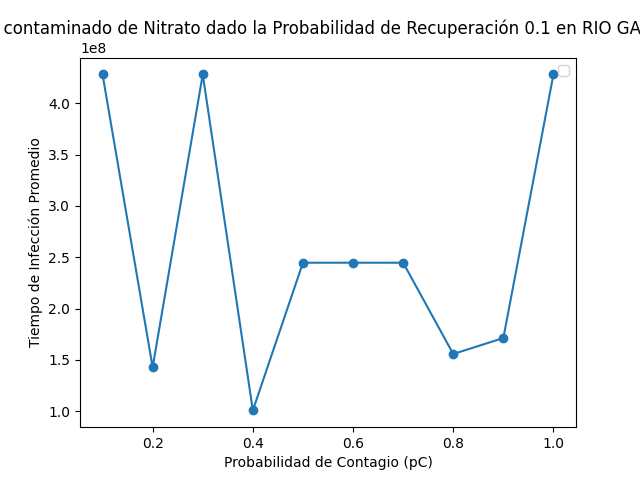 contaminado de Nitrato dado la Probabilidad de Recuperación 0.1 en RIO GA
1e8
4.0
3.5
3.0
2.5
2.0
1.5
1.0
Tiempo de Infección Promedio
0.2 0.4 0.6 0.8 1.0
Probabilidad de Contagio (pC)